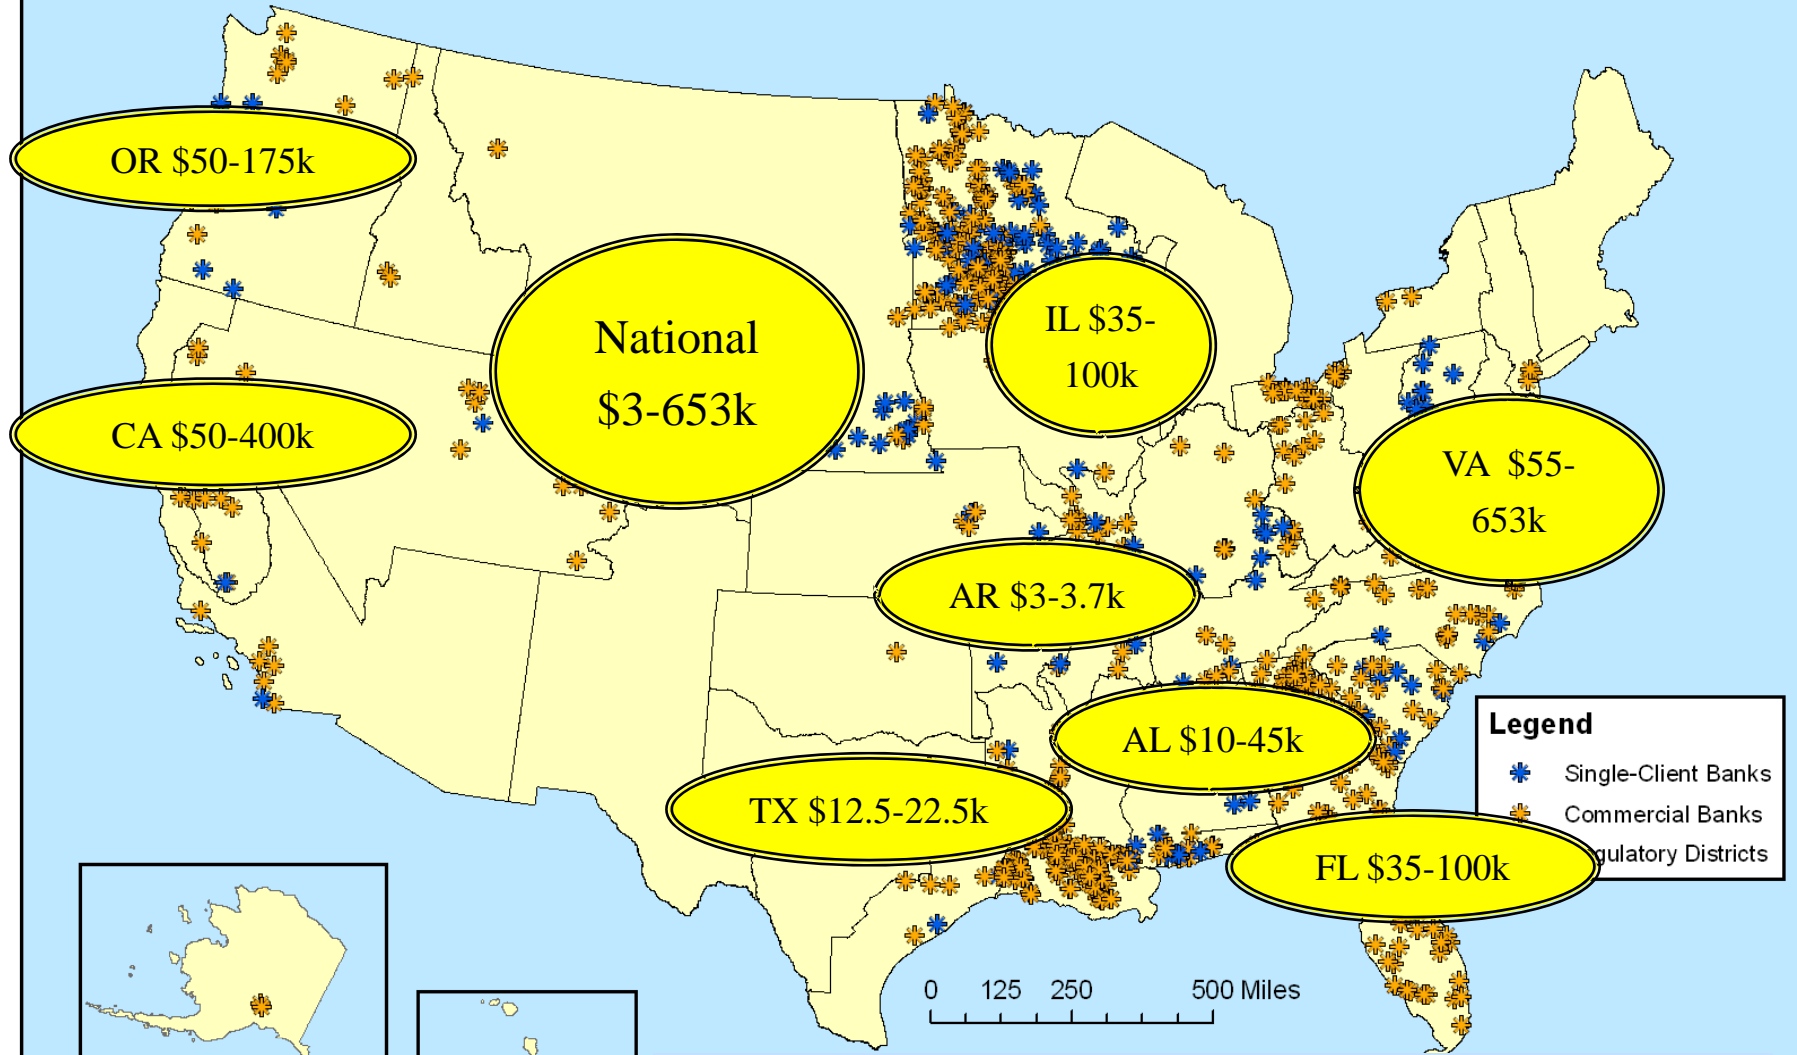 OR $50-175k
National
$3-653k
IL $35-
100k
CA $50-400k
VA $55-
653k
AR $3-3.7k
AL $10-45k
TX $12.5-22.5k
FL $35-100k
Legend
Single-Client Banks
Commercial Banks
gulatory Districts
0 125 250 500 Miles